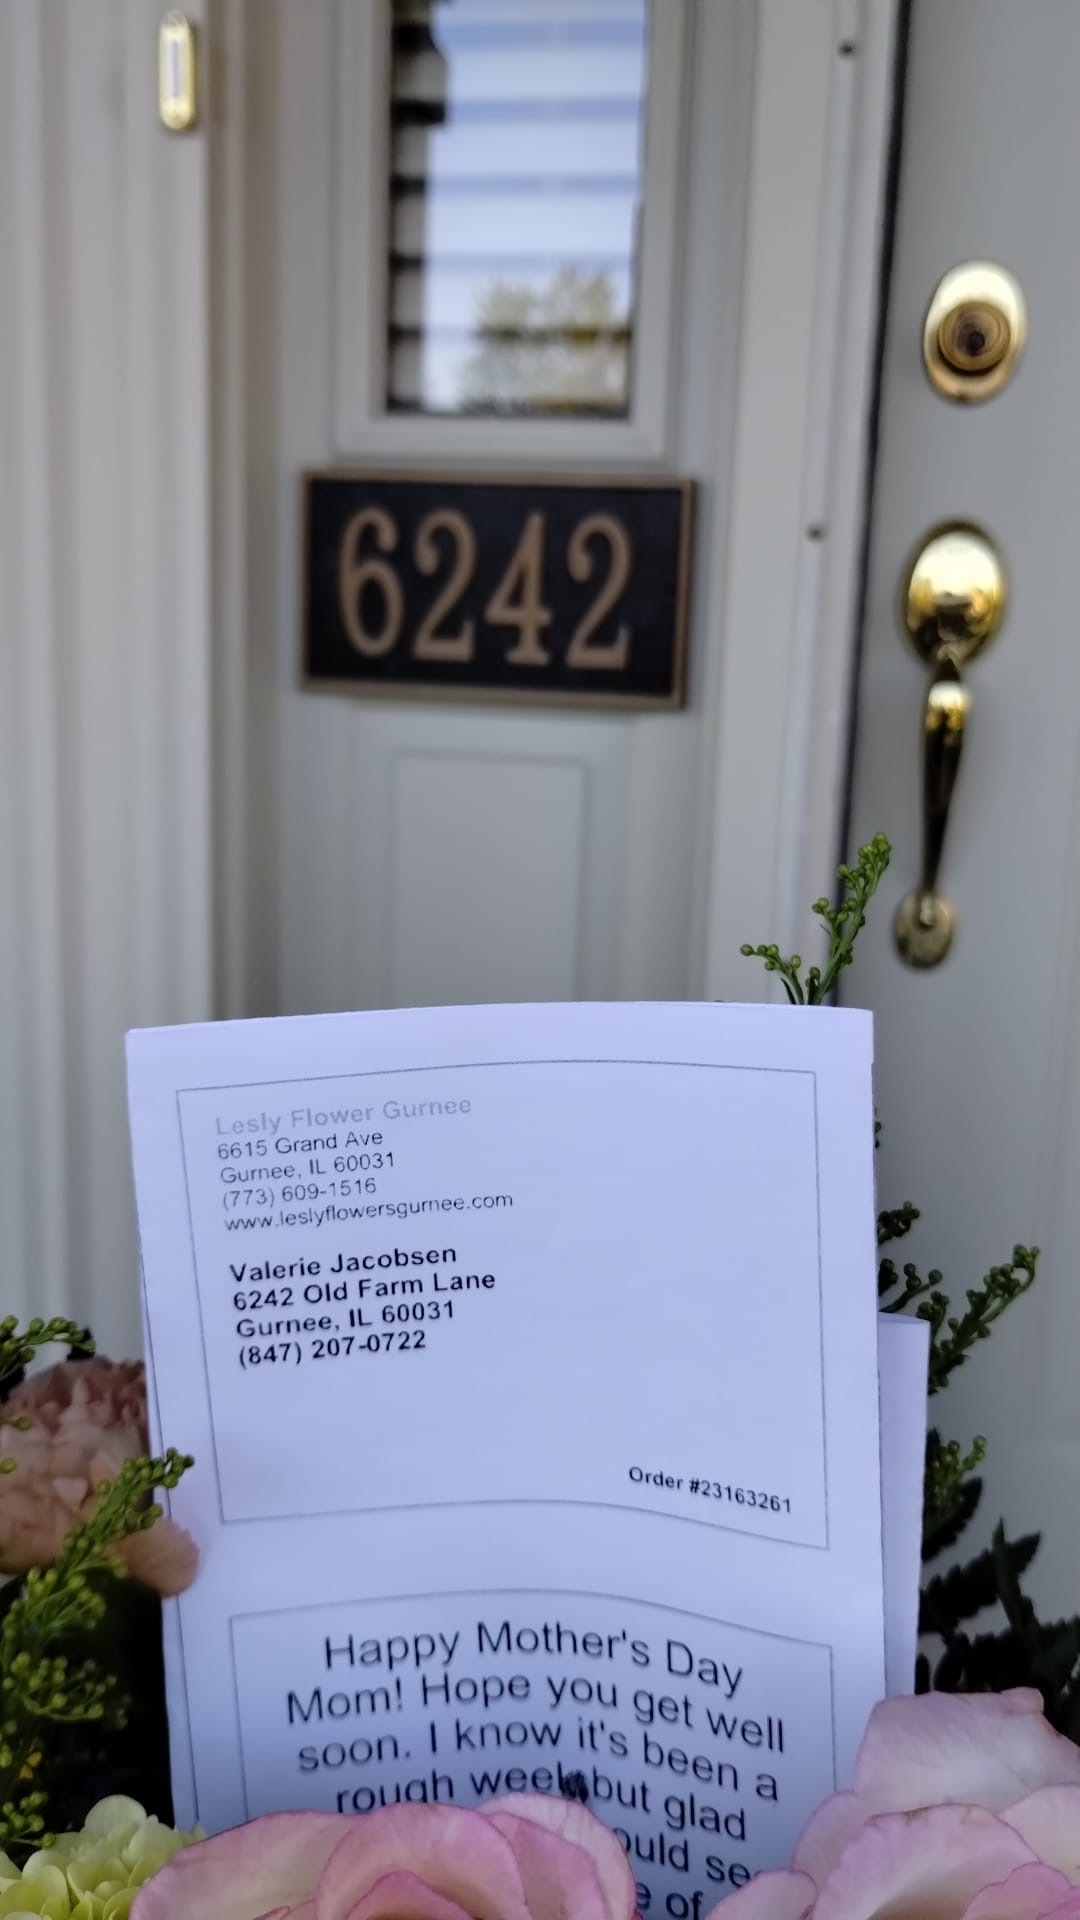 6242
Lesly Flower Gurnee
6615 Grand Ave
Gurnee, IL 60031
(773) 609-1516
www.leslyflowersgurnee.com
Valerie Jacobsen
6242 Old Farm Lane
Gurnee, IL 60031
(847) 207-0722
Order #23163261
Happy Mother's Day
Mom! Hope you get well
soon. I know it's been a
rough week but glad
of